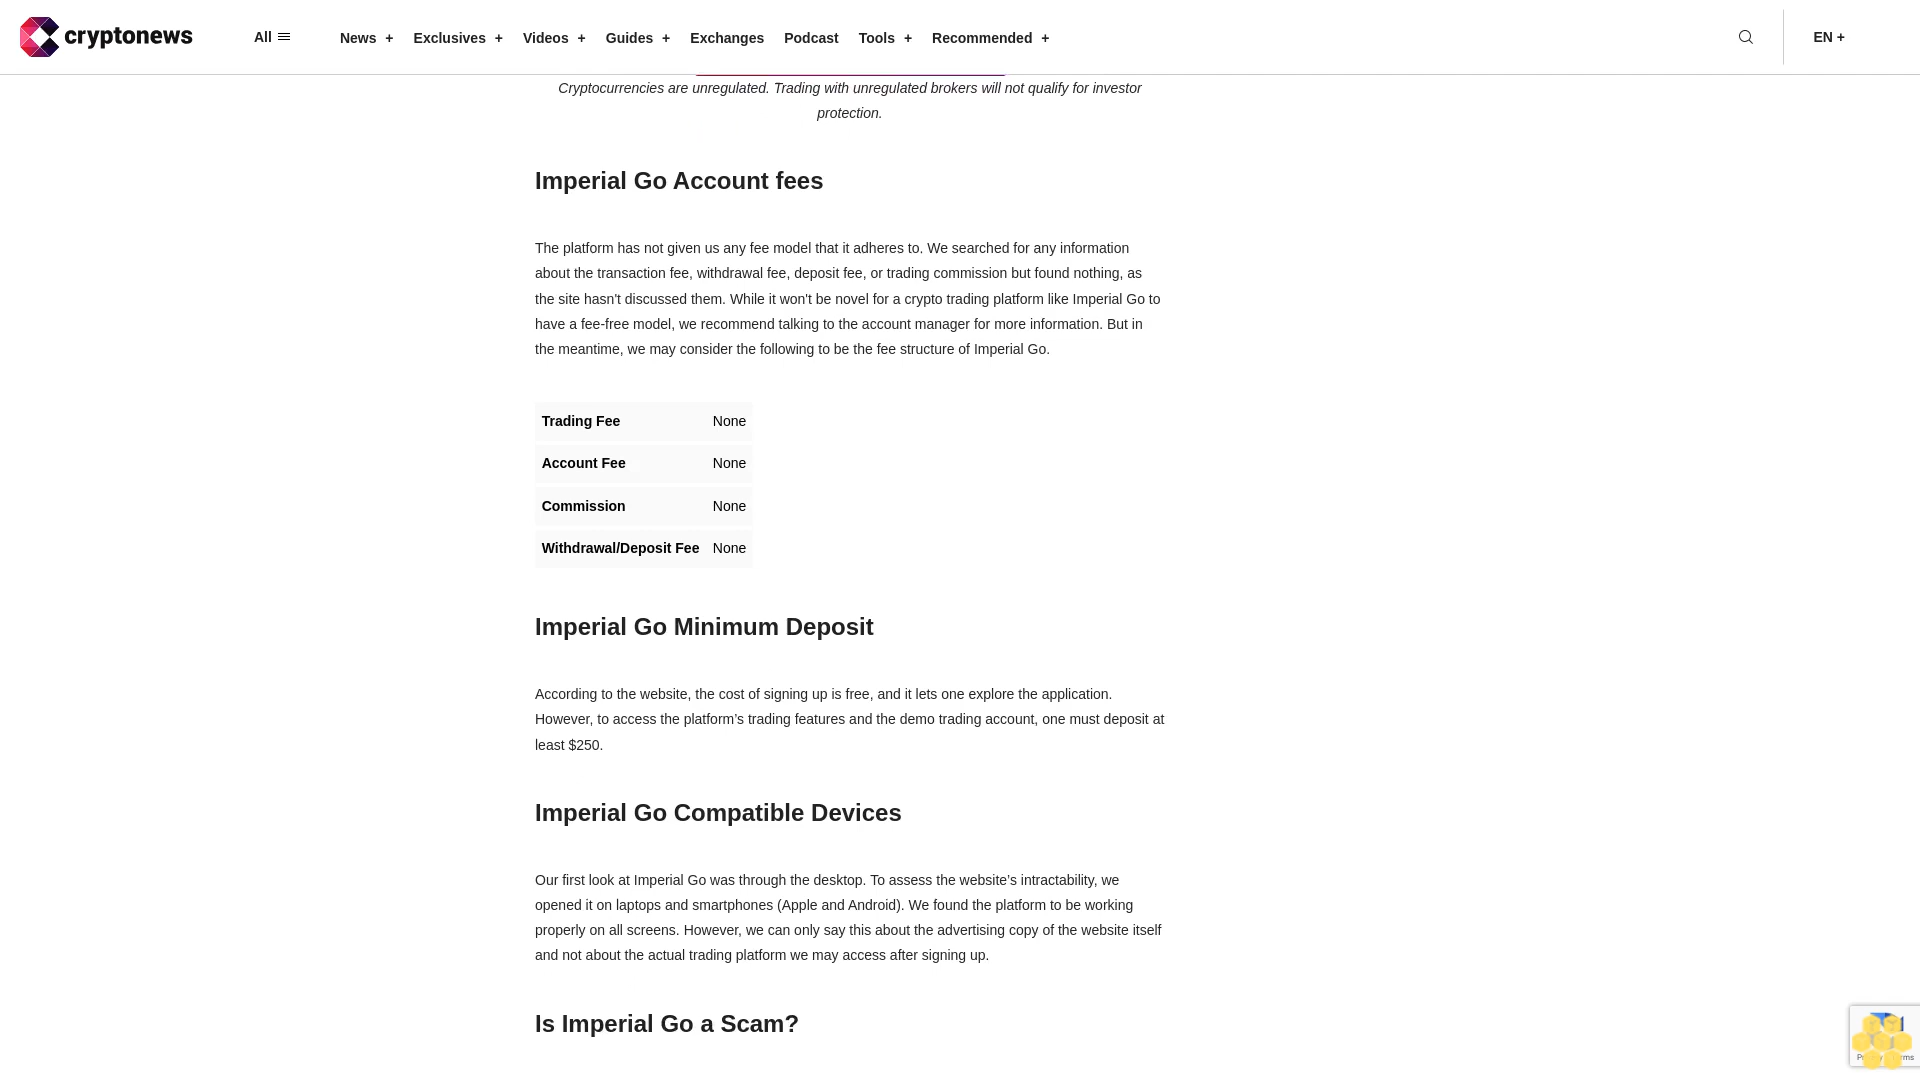 cryptonews
All
News +
Exclusives +
Videos +
Guides +
Exchanges
Podcast
Tools +
Recommended +
EN +
Cryptocurrencies are unregulated. Trading with unregulated brokers will not qualify for investor
protection.
Imperial Go Account fees
The platform has not given us any fee model that it adheres to. We searched for any information
about the transaction fee, withdrawal fee, deposit fee, or trading commission but found nothing, as
the site hasn't discussed them. While it won't be novel for a crypto trading platform like Imperial Go to
have a fee-free model, we recommend talking to the account manager for more information. But in
the meantime, we may consider the following to be the fee structure of Imperial Go.
Trading Fee None
Account Fee None
Commission None
Withdrawal/Deposit Fee None
Imperial Go Minimum Deposit
According to the website, the cost of signing up is free, and it lets one explore the application.
However, to access the platform’s trading features and the demo trading account, one must deposit at
least $250.
Imperial Go Compatible Devices
Our first look at Imperial Go was through the desktop. To assess the website’s intractability, we
opened it on laptops and smartphones (Apple and Android). We found the platform to be working
properly on all screens. However, we can only say this about the advertising copy of the website itself
and not about the actual trading platform we may access after signing up.
Is Imperial Go a Scam?